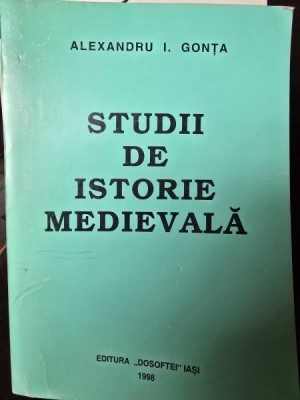 ALEXANDRU I. GONȚA
STUDII
DE
ISTORIE
MEDIEVALĂ
EDITURA „DOSOFTEI" IAȘI
1998